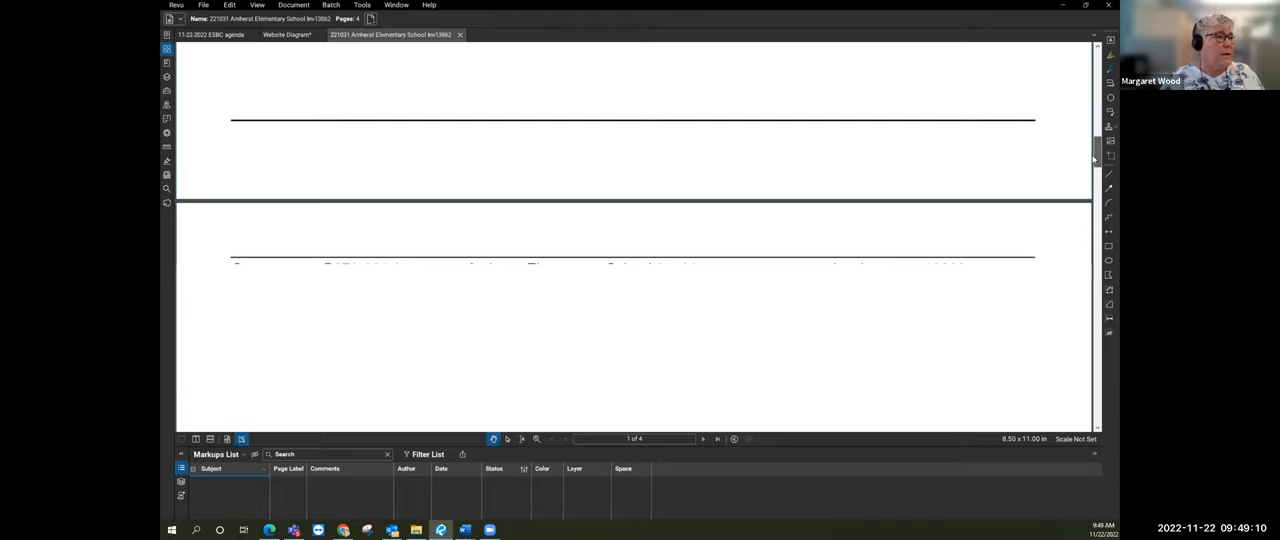 Revu File Edit View Document Batch Tools Window Help
Name: 221031 Amherst Elementary School Inv13862 Pages: 4
11-22-2022 ESBC agenda Website Diagram* 221031 Amherst Elementary School Inv13862
Margaret Wood
1 of 4
8.50 x 11.00 in Scale Not Set
Markups List Search Filter List
Subject Page Label Comments Author Date Status Color Layer Space
9:49 AM
11/22/2022
2022-11-22 09:49:10